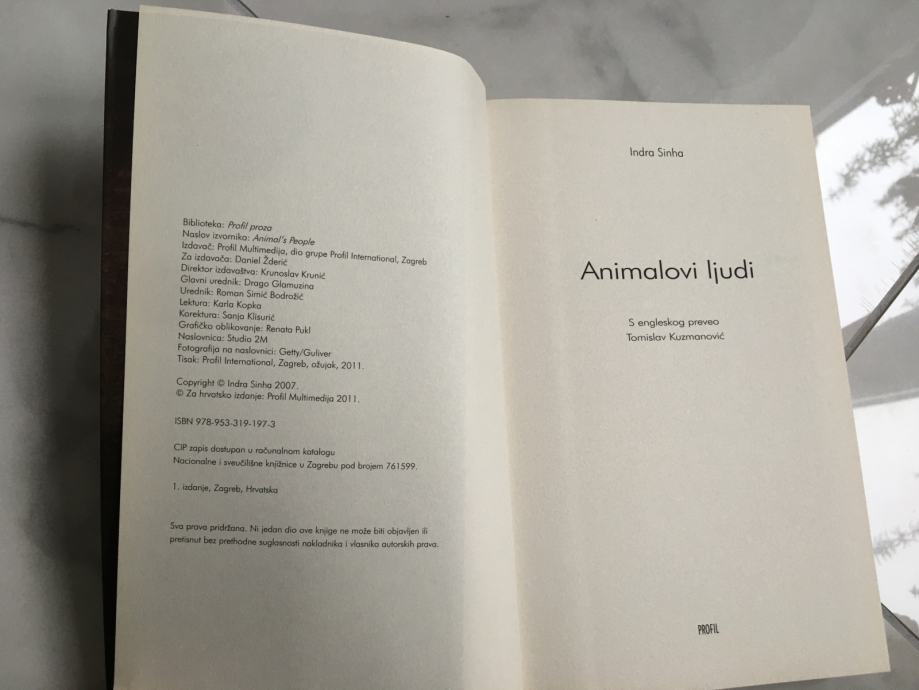 Biblioteka: Profil proza
Naslov izvornika: Animal's People
Izdavač: Profil Multimedija, dio grupe Profil International, Zagreb
Za izdavača: Daniel Žderić
Direktor izdavaštva: Krunoslav Krunić
Glavni urednik: Drago Glamuzina
Urednik: Roman Simić Bodrožić
Lektura: Karla Kopka
Korektura: Sanja Klisurić
Grafičko oblikovanje: Renata Pukl
Naslovnica: Studio 2M
Fotografija na naslovnici: Getty/Guliver
Tisak: Profil International, Zagreb, ožujak, 2011.
Copyright © Indra Sinha 2007.
© Za hrvatsko izdanje: Profil Multimedija 2011.
ISBN 978-953-319-197-3
CIP zapis dostupan u računalnom katalogu
Nacionalne i sveučilišne knjižnice u Zagrebu pod brojem 761599.
1. izdanje, Zagreb, Hrvatska
Sva prava pridržana. Ni jedan dio ove knjige ne može biti objavljen ili
pretisnut bez prethodne suglasnosti nakladnika i vlasnika autorskih prava.
Indra Sinha
Animalovi ljudi
S engleskog preveo
Tomislav Kuzmanović
PROFIL